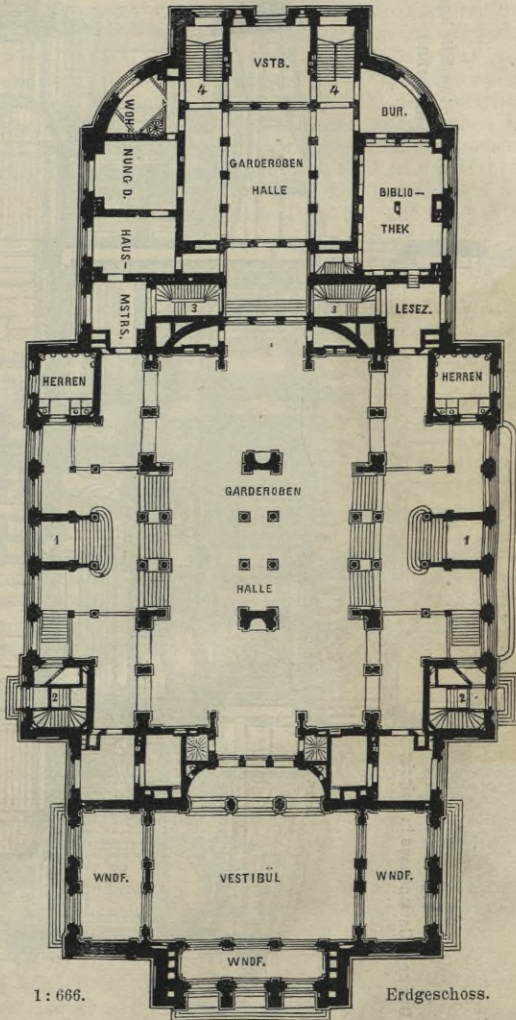 VSTB.
4
4
WOH-
BUR.
NUNG D.
GARDEROBEN
HALLE
BIBLIO-
THEK
HAUS-
MSTRS.
3
3
LESEZ.
HERREN
HERREN
GARDEROBEN
1
1
HALLE
2
2
WNDF.
VESTIBÜL
WNDF.
WNDF.
1 : 666.
Erdgeschoss.